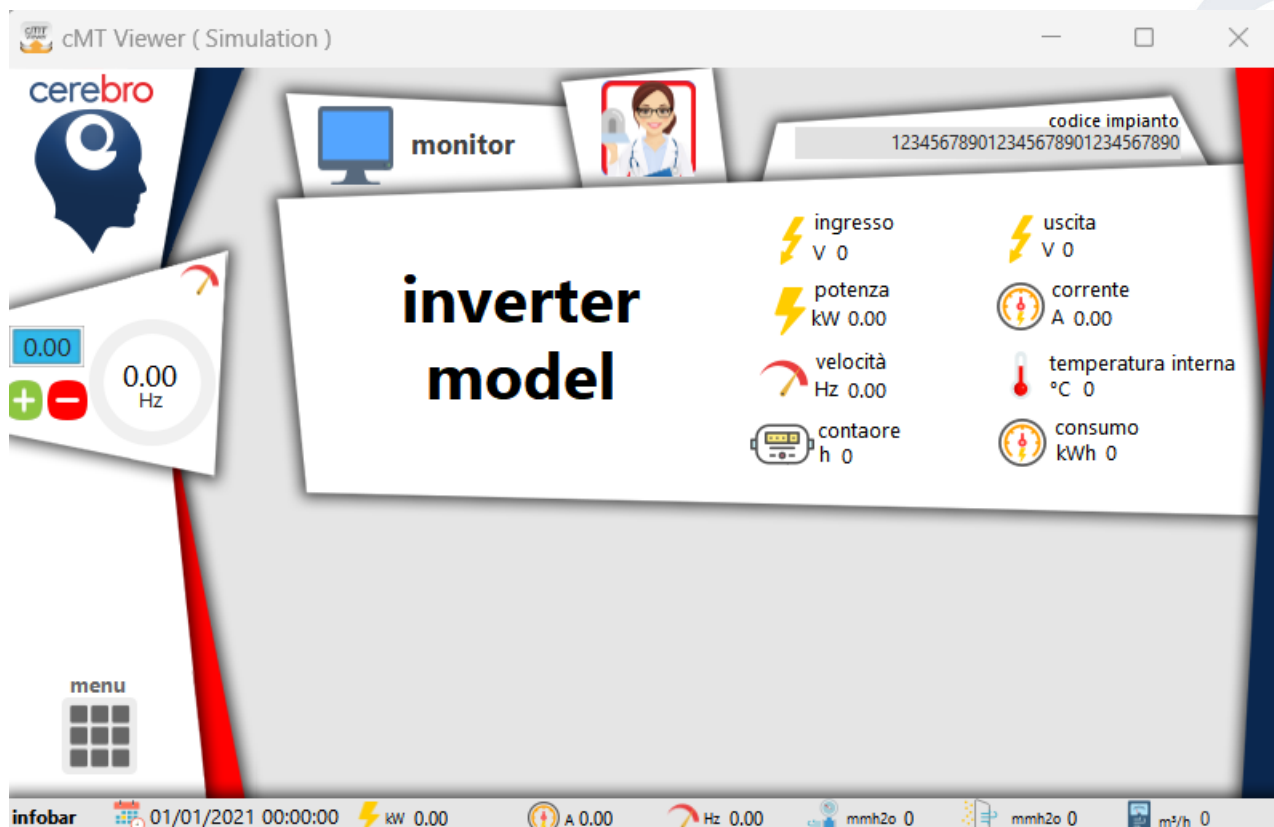 cMT Viewer ( Simulation )
cerebro
monitor
codice impianto
123456789012345678901234567890
inverter
model
ingresso
V 0
uscita
V 0
potenza
kW 0.00
corrente
A 0.00
velocità
Hz 0.00
temperatura interna
°C 0
contaore
h 0
consumo
kWh 0
0.00
0.00
Hz
menu
infobar 01/01/2021 00:00:00 kW 0.00 A 0.00 Hz 0.00 mmh2o 0 mmh2o 0 m³/h 0